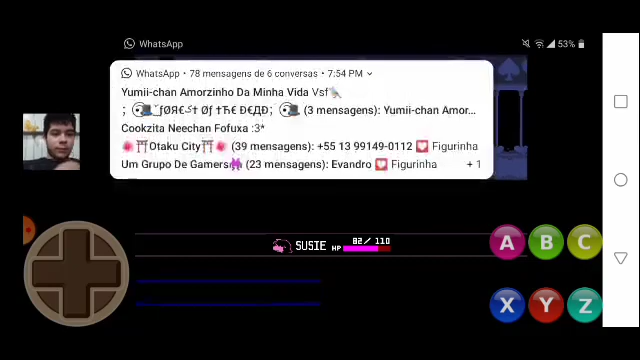 WhatsApp
53%
WhatsApp • 78 mensagens de 6 conversas • 7:54 PM
Yumii-chan Amorzinho Da Minha Vida Vsf
(3 mensagens): Yumii-chan Amor...
Cookzita Neechan Fofuxa :3*
🌺⛩️Otaku City⛩️🌺 (39 mensagens): +55 13 99149-0112 💟 Figurinha
Um Grupo De Gamers👾 (23 mensagens): Evandro 💟 Figurinha + 1
SUSIE HP 82/ 110
A B C
X Y Z